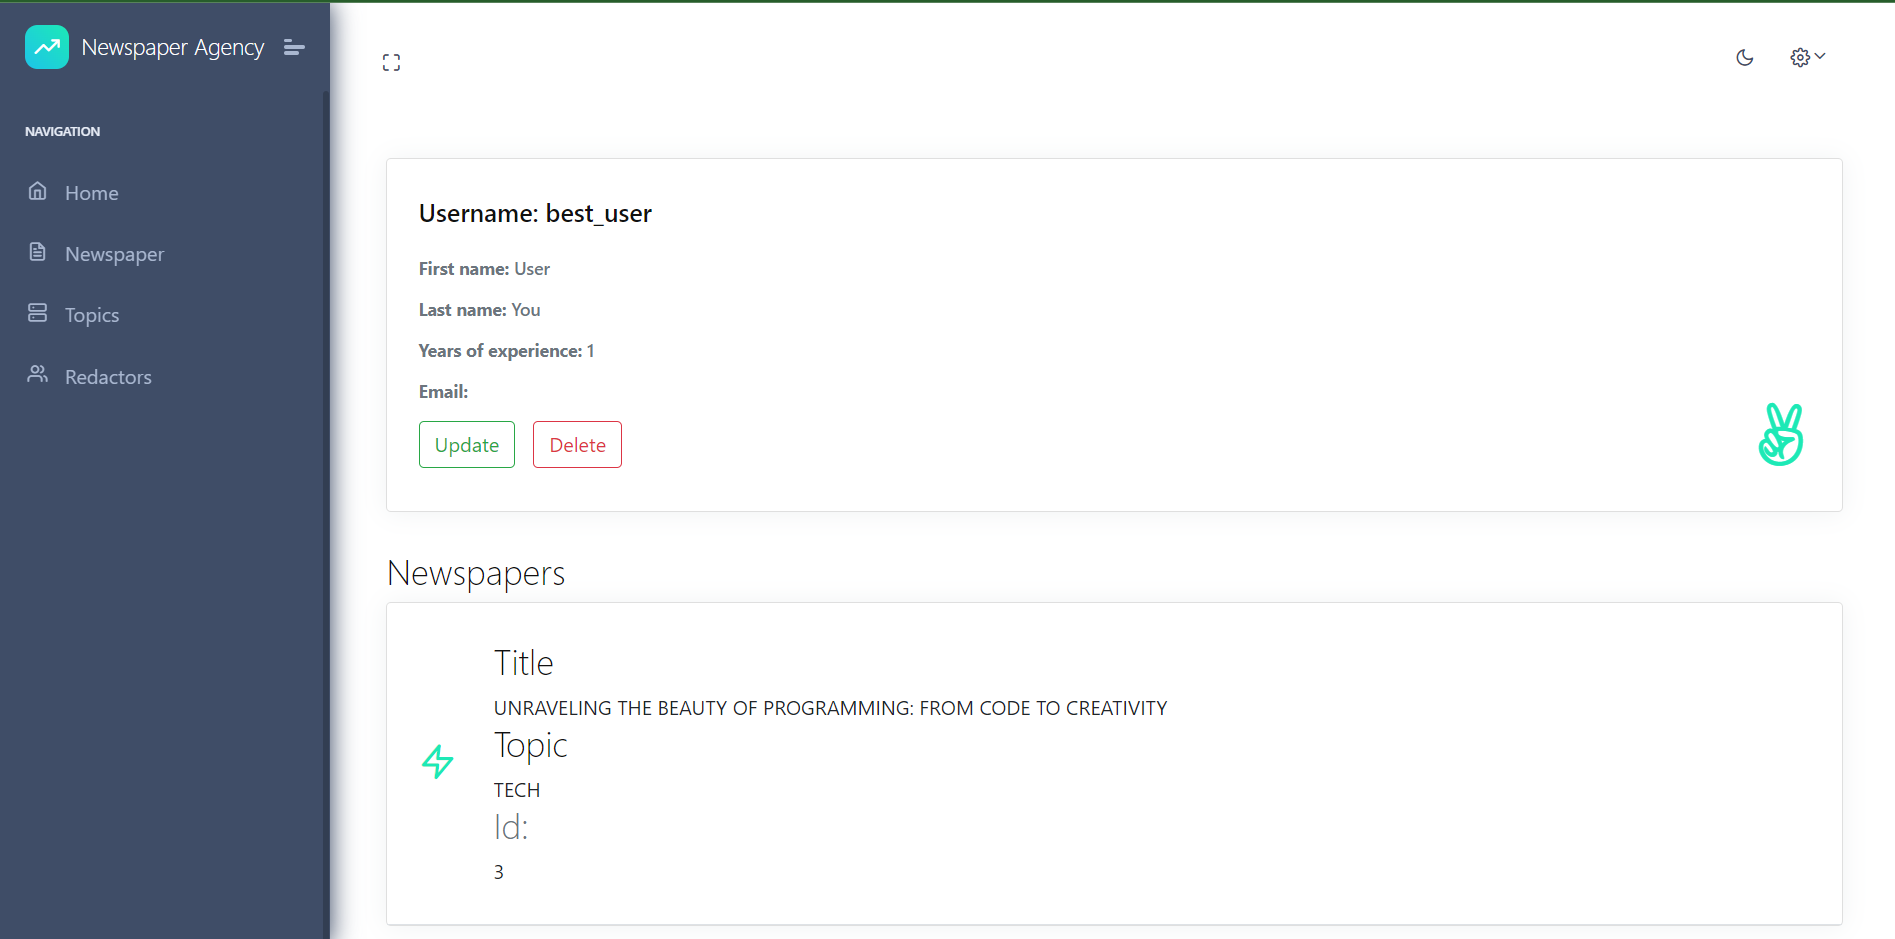 Newspaper Agency
NAVIGATION
Home
Newspaper
Topics
Redactors
Username: best_user
First name: User
Last name: You
Years of experience: 1
Email:
Update Delete
Newspapers
Title
UNRAVELING THE BEAUTY OF PROGRAMMING: FROM CODE TO CREATIVITY
Topic
TECH
Id:
3